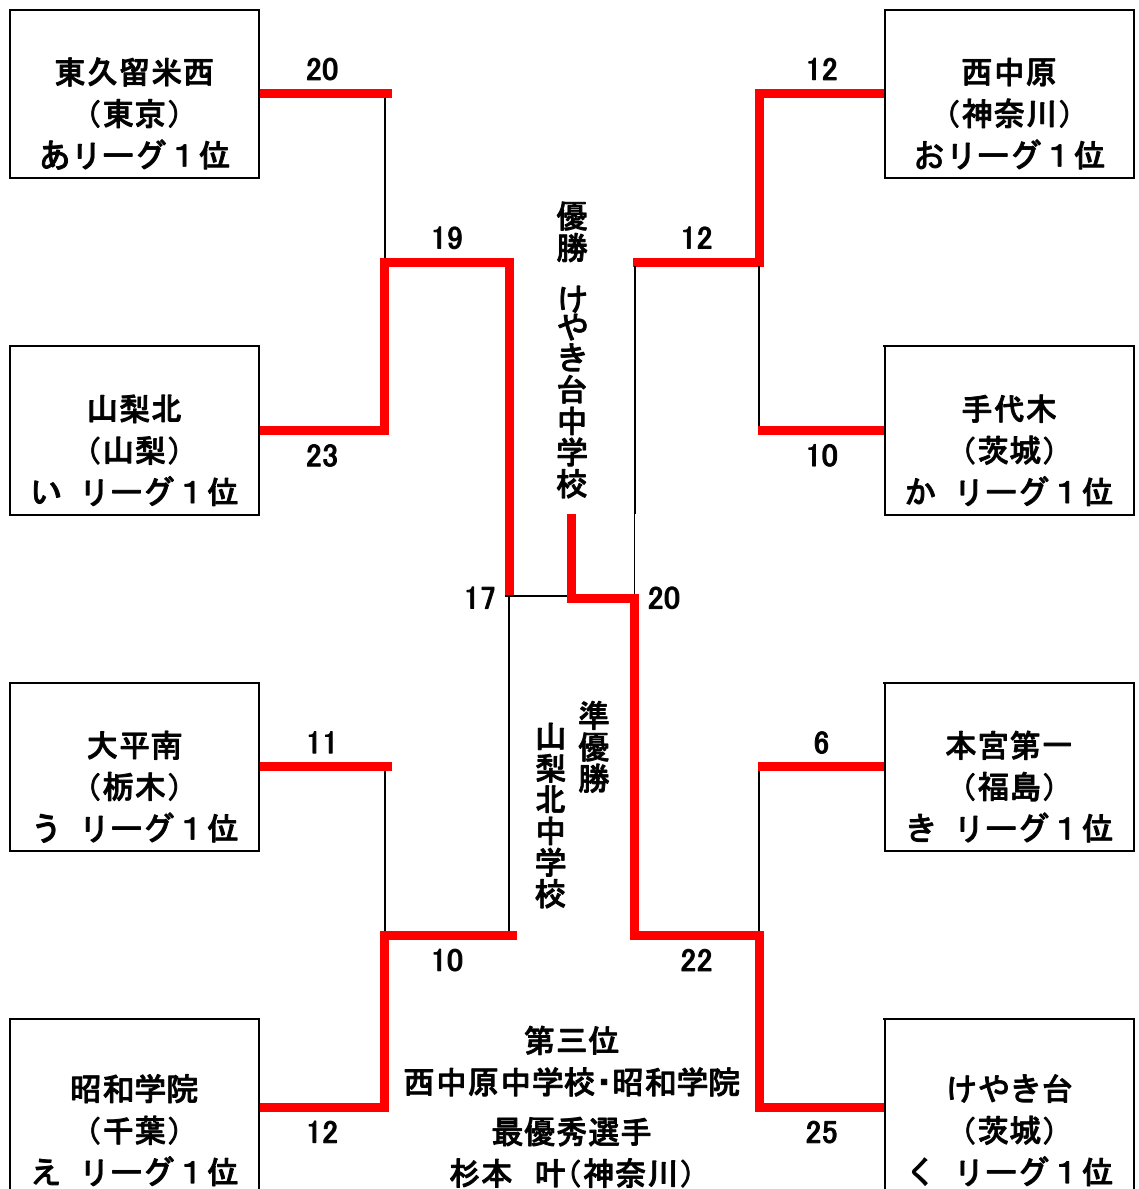 東久留米西
（東京）
あリーグ１位
20
12
西中原
（神奈川）
おリーグ１位
19
優勝　けやき台中学校
12
山梨北
（山梨）
い　リーグ１位
23
10
手代木
（茨城）
か　リーグ１位
17
20
大平南
（栃木）
う　リーグ１位
11
準優勝
山梨北中学校
6
本宮第一
（福島）
き　リーグ１位
10
22
昭和学院
（千葉）
え　リーグ１位
12
第三位
西中原中学校・昭和学院
最優秀選手
杉本　叶（神奈川）
25
けやき台
（茨城）
く　リーグ１位